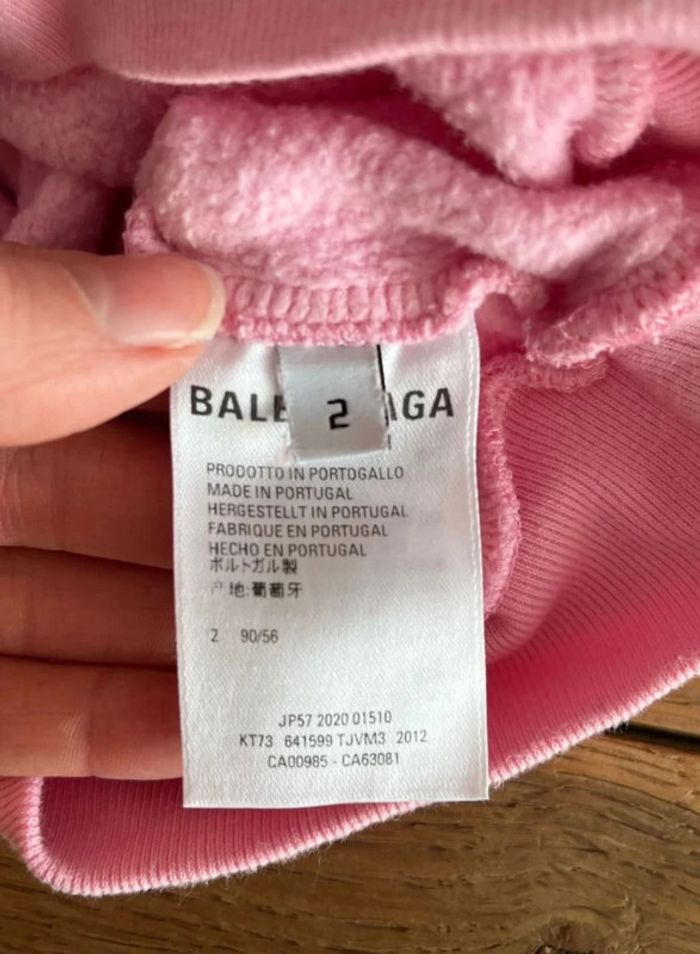 BALE AGA
2
PRODOTTO IN PORTOGALLO
MADE IN PORTUGAL
HERGESTELLT IN PORTUGAL
FABRIQUE EN PORTUGAL
HECHO EN PORTUGAL
ポルトガル製
产地:葡萄牙
2 90/56
JP57 2020 01510
KT73 641599 TJVM3 2012
CA00985 - CA63081